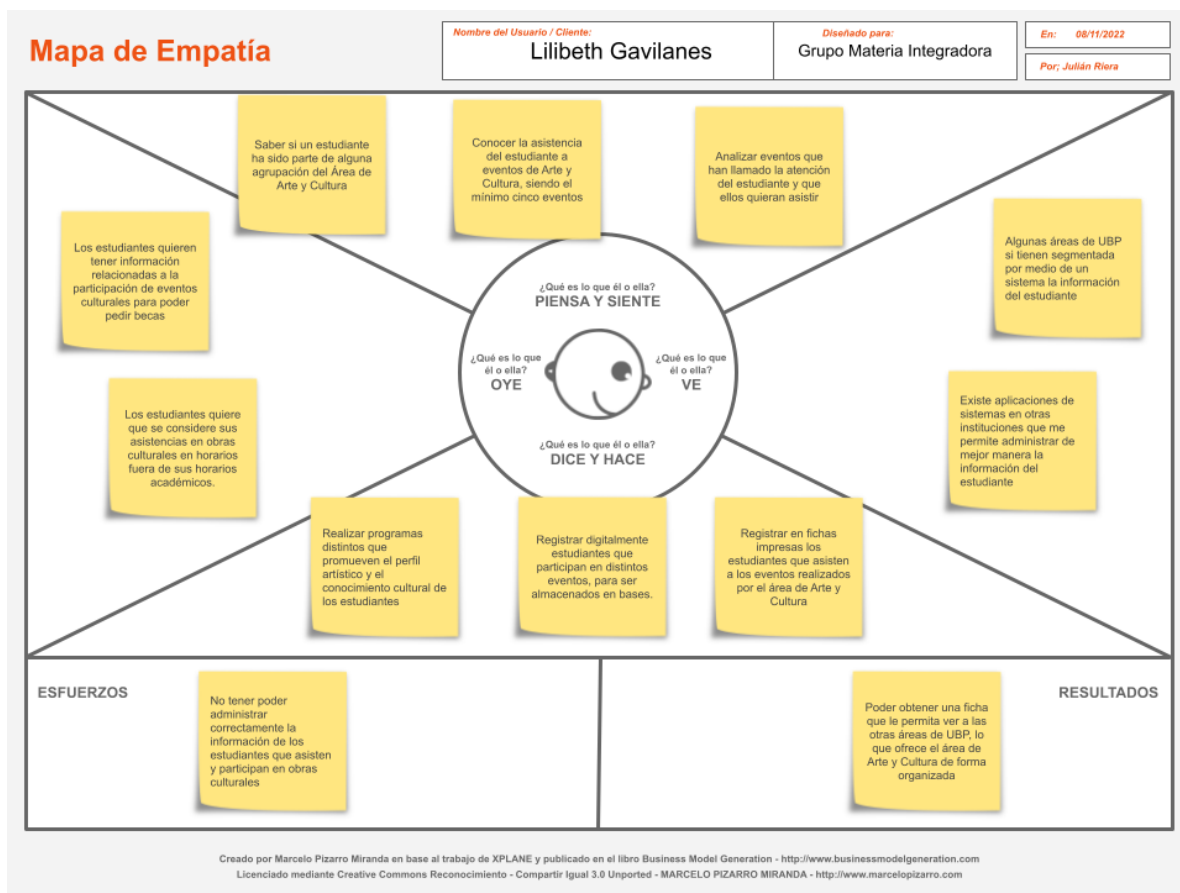 Mapa de Empatía
Nombre del Usuario / Cliente:
Lilibeth Gavilanes
Diseñado para:
Grupo Materia Integradora
En: 08/11/2022
Por; Julián Riera
Saber si un estudiante
ha sido parte de alguna
agrupación del Área de
Arte y Cultura
Conocer la asistencia
del estudiante a
eventos de Arte y
Cultura, siendo el
mínimo cinco eventos
Analizar eventos que
han llamado la atención
del estudiante y que
ellos quieran asistir
Los estudiantes quieren
tener información
relacionadas a la
participación de eventos
culturales para poder
pedir becas
Algunas áreas de UBP
si tienen segmentada
por medio de un
sistema la información
del estudiante
¿Qué es lo que él o ella?
PIENSA Y SIENTE
¿Qué es lo que
él o ella?
OYE
¿Qué es lo que
él o ella?
VE
¿Qué es lo que él o ella?
DICE Y HACE
Los estudiantes quiere
que se considere sus
asistencias en obras
culturales en horarios
fuera de sus horarios
académicos.
Existe aplicaciones de
sistemas en otras
instituciones que me
permite administrar de
mejor manera la
información del
estudiante
Realizar programas
distintos que
promueven el perfil
artístico y el
conocimiento cultural de
los estudiantes
Registrar digitalmente
estudiantes que
participan en distintos
eventos, para ser
almacenados en bases.
Registrar en fichas
impresas los
estudiantes que asisten
a los eventos realizados
por el área de Arte y
Cultura
ESFUERZOS
No tener poder
administrar
correctamente la
información de los
estudiantes que asisten
y participan en obras
culturales
RESULTADOS
Poder obtener una ficha
que le permita ver a las
otras áreas de UBP, lo
que ofrece el área de
Arte y Cultura de forma
organizada
Creado por Marcelo Pizarro Miranda en base al trabajo de XPLANE y publicado en el libro Business Model Generation - http://www.businessmodelgeneration.com
Licenciado mediante Creative Commons Reconocimiento - Compartir Igual 3.0 Unported - MARCELO PIZARRO MIRANDA - http://www.marcelopizarro.com